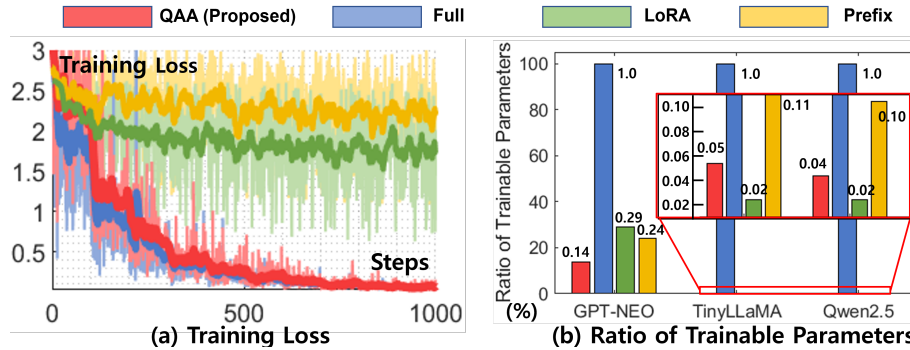 QAA (Proposed) Full LoRA Prefix
3
2.5
2
1.5
1
0.5
0 500 1000
Training Loss
Steps
(a) Training Loss
Ratio of Trainable Parameters
100
80
60
40
20
0
(%)
1.0 1.0 1.0
0.14 0.29 0.24
0.10
0.08
0.06
0.04
0.02
0.05 0.02 0.11
0.04 0.02 0.10
GPT-NEO TinyLLaMA Qwen2.5
(b) Ratio of Trainable Parameters